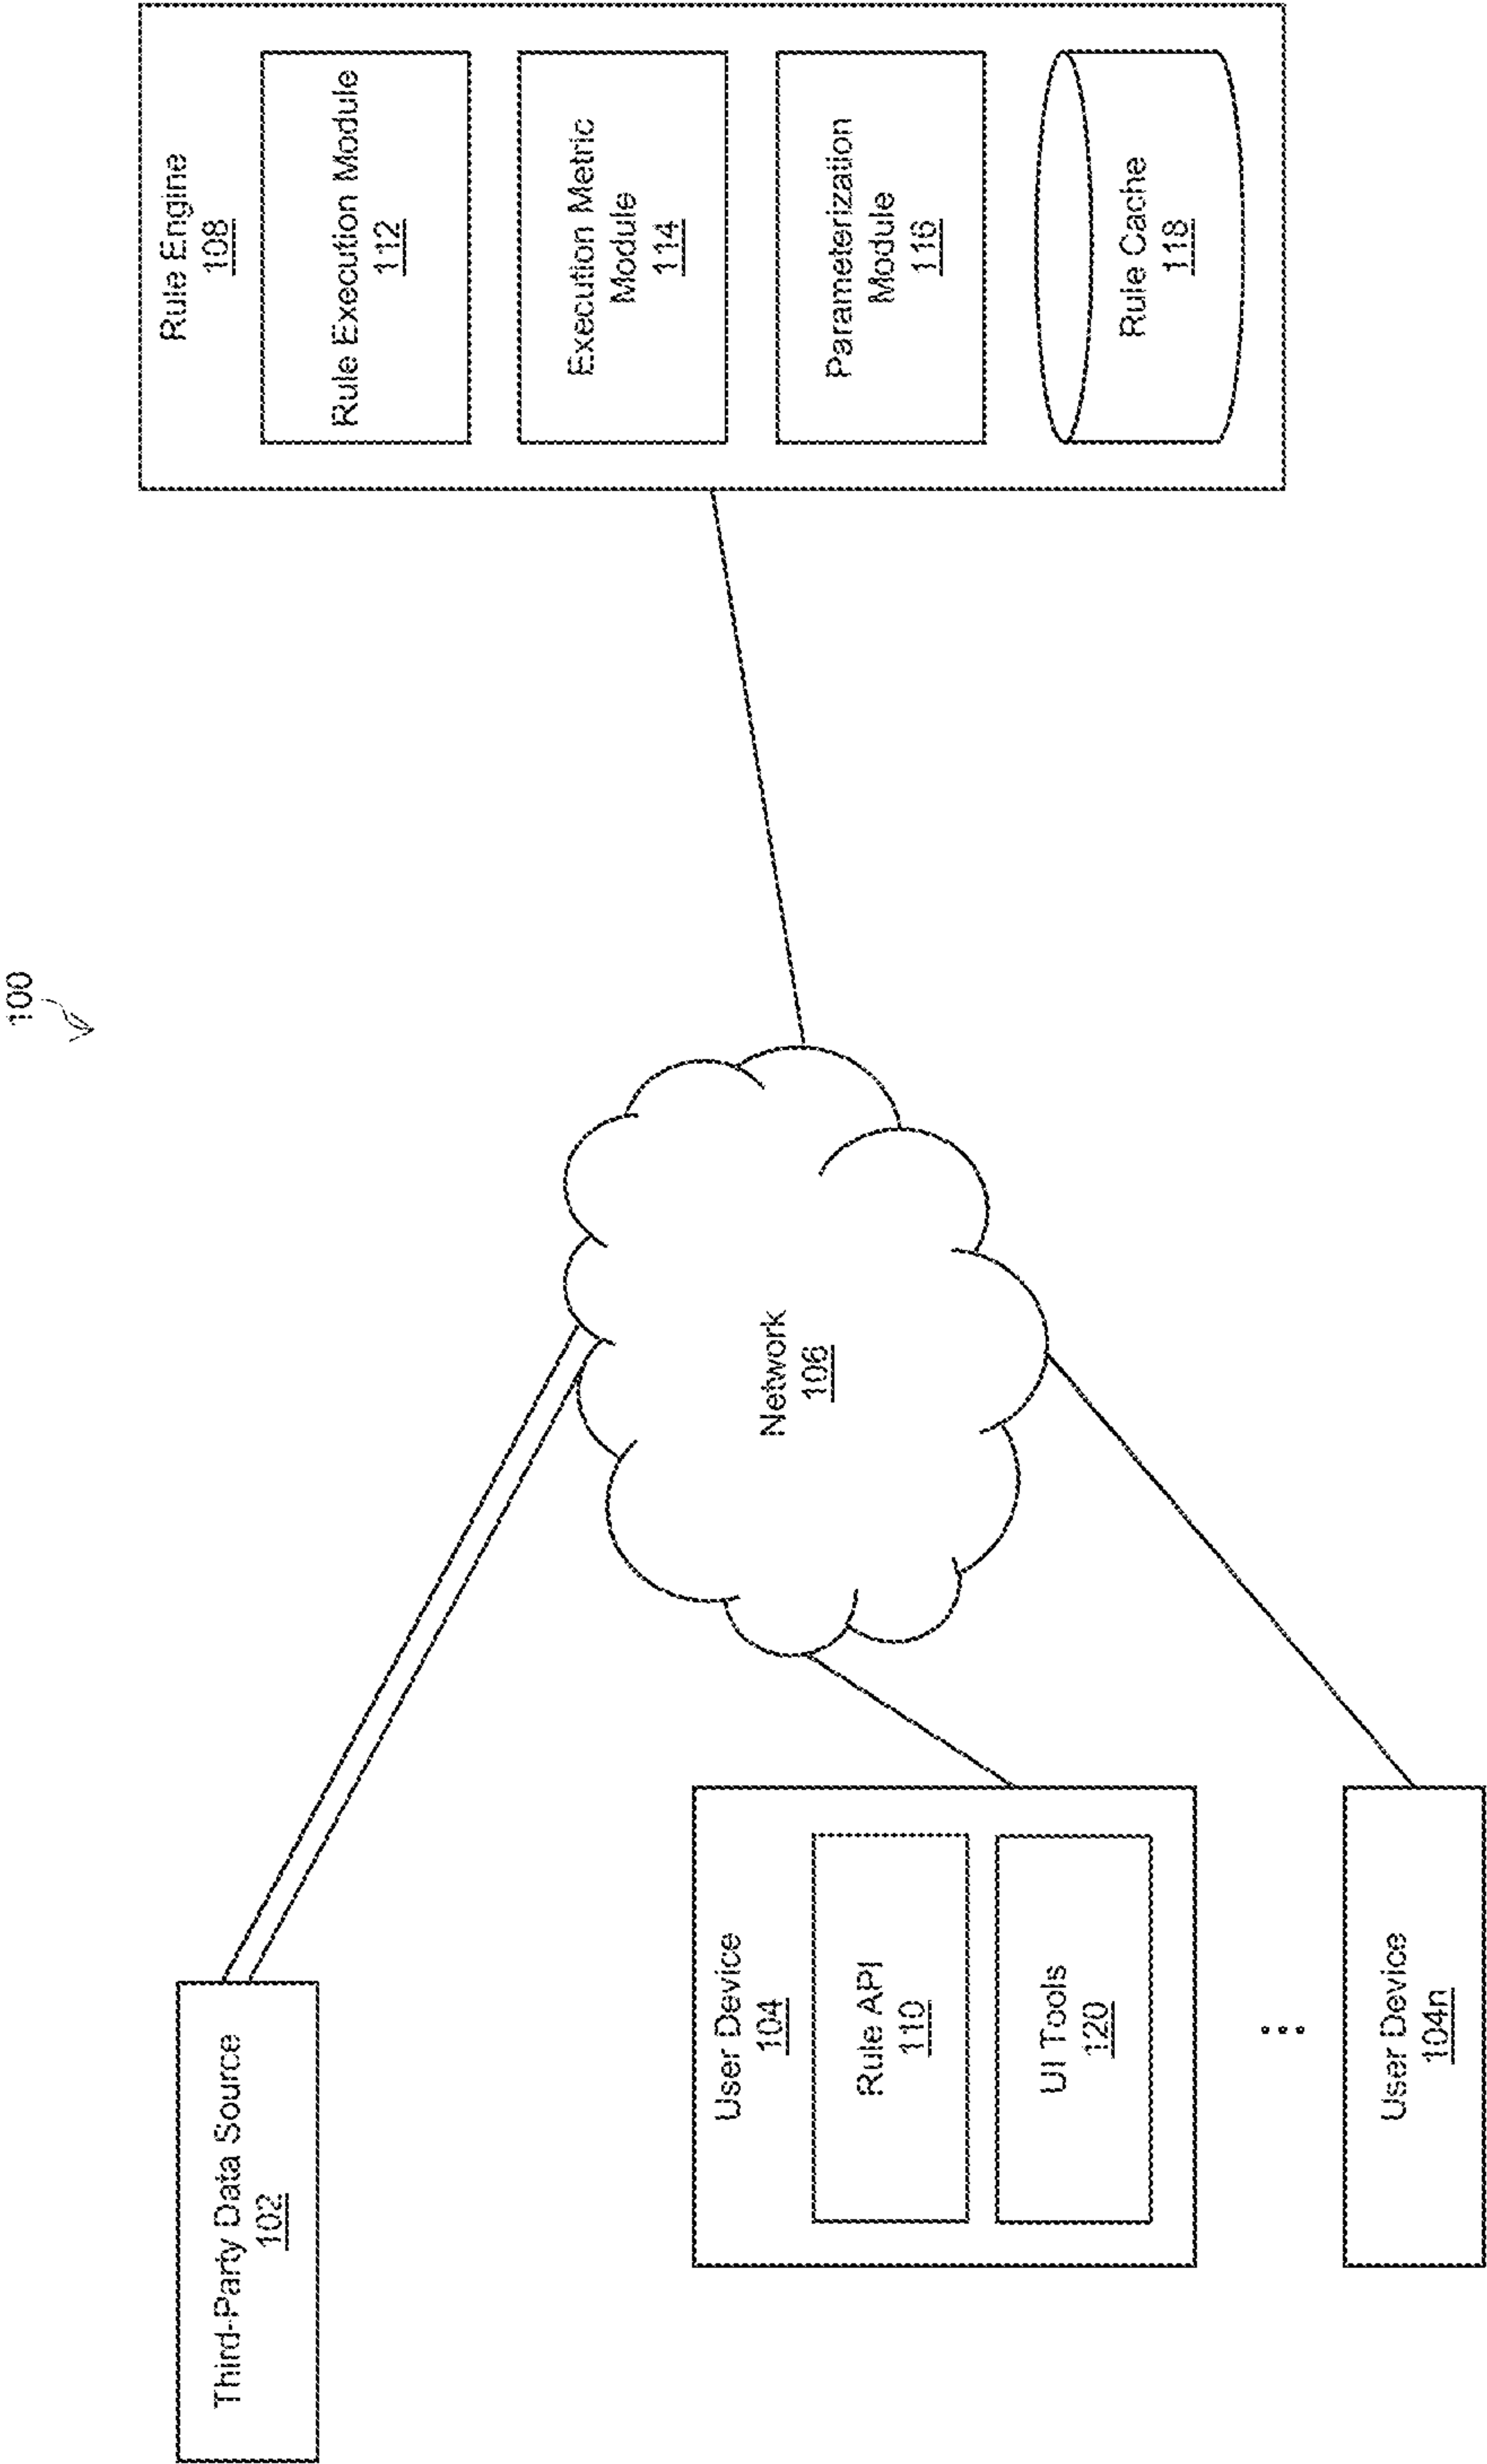 100
Third-Party Data Source
102
User Device
104
Rule API
110
UI Tools
120
User Device
104n
Network
106
Rule Engine
108
Rule Execution Module
112
Execution Metric
Module
114
Parameterization
Module
116
Rule Cache
118